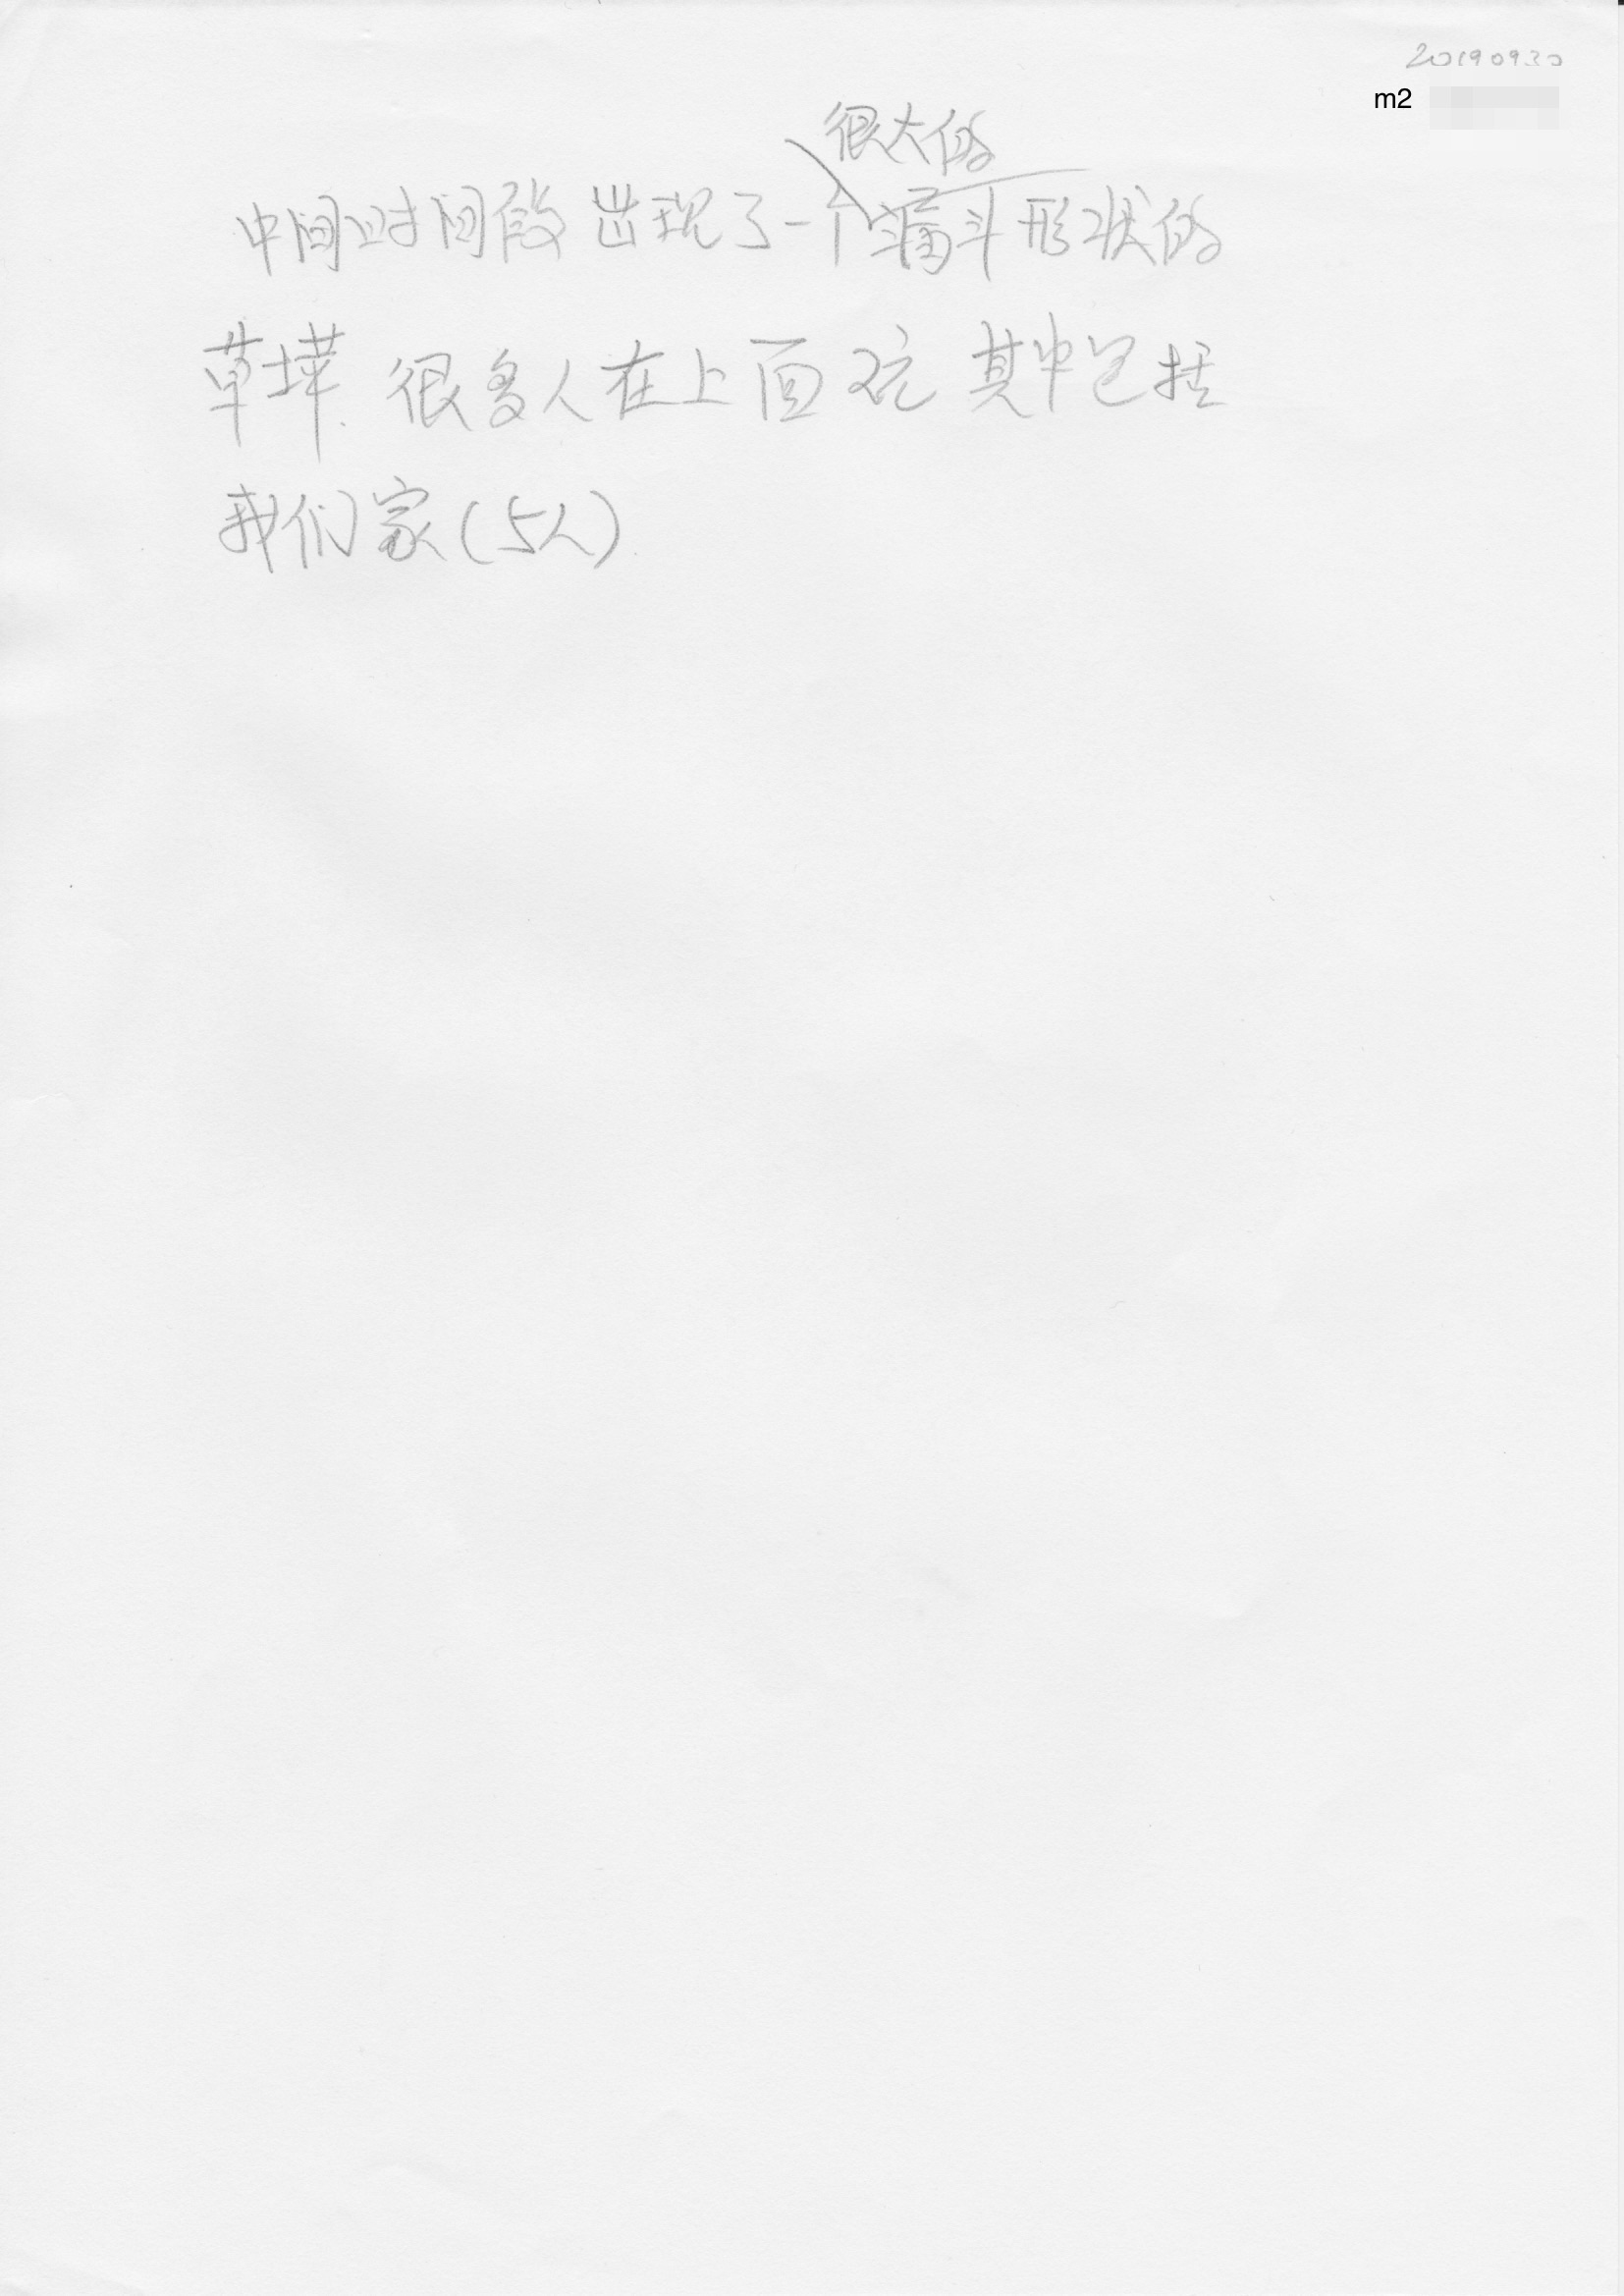 20190930
m2
很大的
中间时间段 出现了一个漏斗形状的
草坪. 很多人在上面玩 其中包括
我们家(5人).